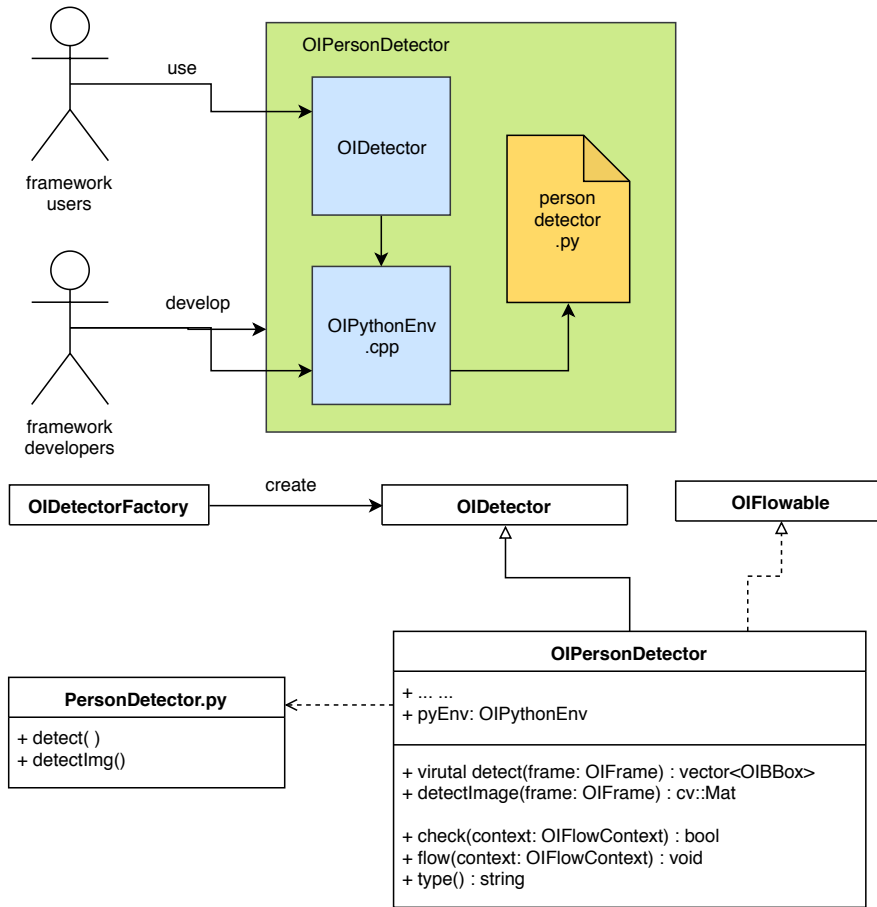 OIPersonDetector
use
OIDetector
framework
users
person
detector
.py
develop
OIPythonEnv
.cpp
framework
developers
OIDetectorFactory
create
OIDetector
OIFlowable
OIPersonDetector
+ ... ...
+ pyEnv: OIPythonEnv
PersonDetector.py
+ detect( )
+ detectImg()
+ virutal detect(frame: OIFrame) : vector<OIBBox>
+ detectImage(frame: OIFrame) : cv::Mat
+ check(context: OIFlowContext) : bool
+ flow(context: OIFlowContext) : void
+ type() : string